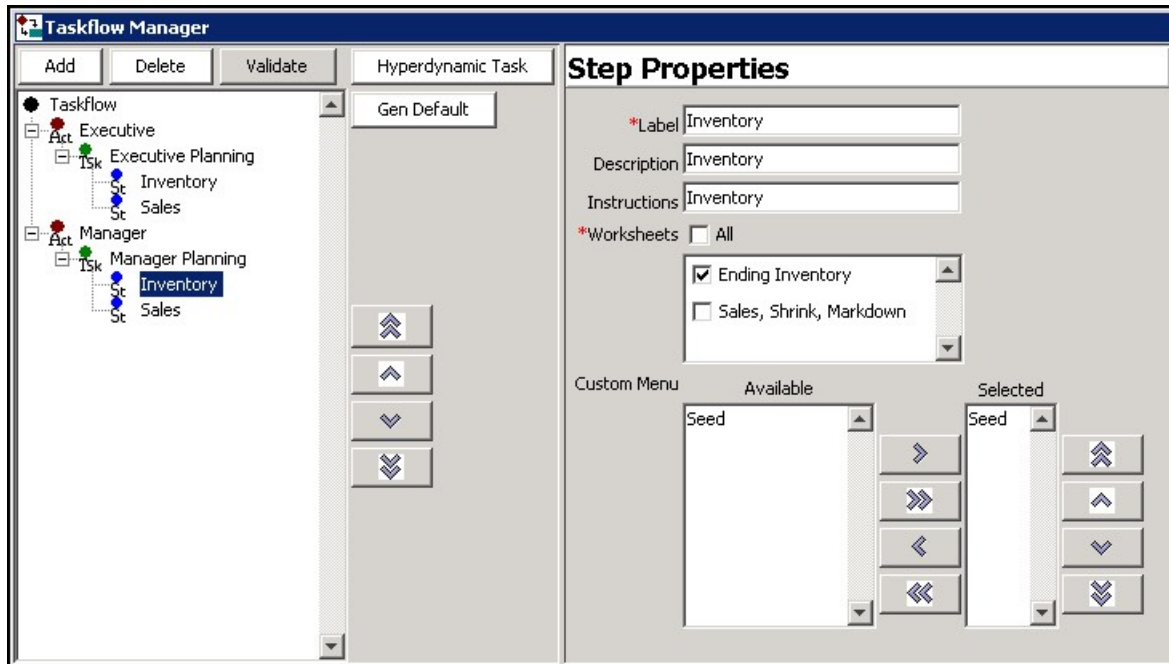 Taskflow Manager
Add Delete Validate Hyperdynamic Task
Gen Default
Taskflow
Act Executive
Tsk Executive Planning
St Inventory
St Sales
Act Manager
Tsk Manager Planning
St Inventory
St Sales
Step Properties
*Label Inventory
Description Inventory
Instructions Inventory
*Worksheets All
Ending Inventory
Sales, Shrink, Markdown
Custom Menu Available Selected
Seed Seed